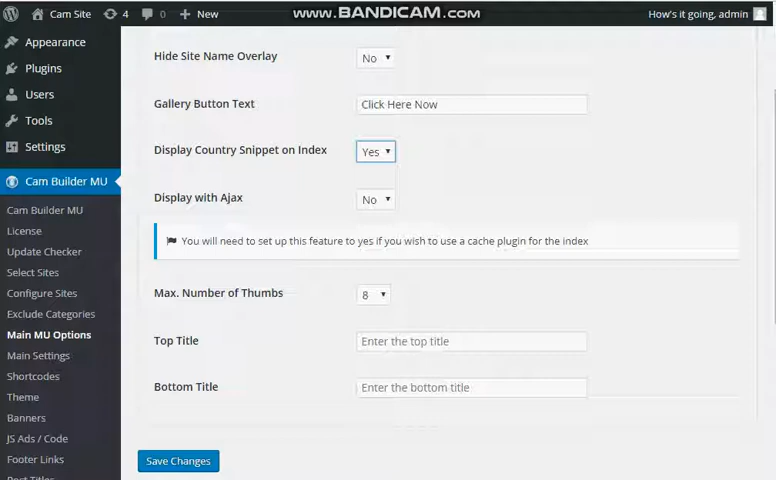 Cam Site 4 0 New www.BANDICAM.com How's it going, admin
Appearance
Plugins
Users
Tools
Settings
Cam Builder MU
Cam Builder MU
License
Update Checker
Select Sites
Configure Sites
Exclude Categories
Main MU Options
Main Settings
Shortcodes
Theme
Banners
JS Ads / Code
Footer Links
Post Titles
Hide Site Name Overlay No
Gallery Button Text Click Here Now
Display Country Snippet on Index Yes
Display with Ajax No
You will need to set up this feature to yes if you wish to use a cache plugin for the index
Max. Number of Thumbs 8
Top Title Enter the top title
Bottom Title Enter the bottom title
Save Changes